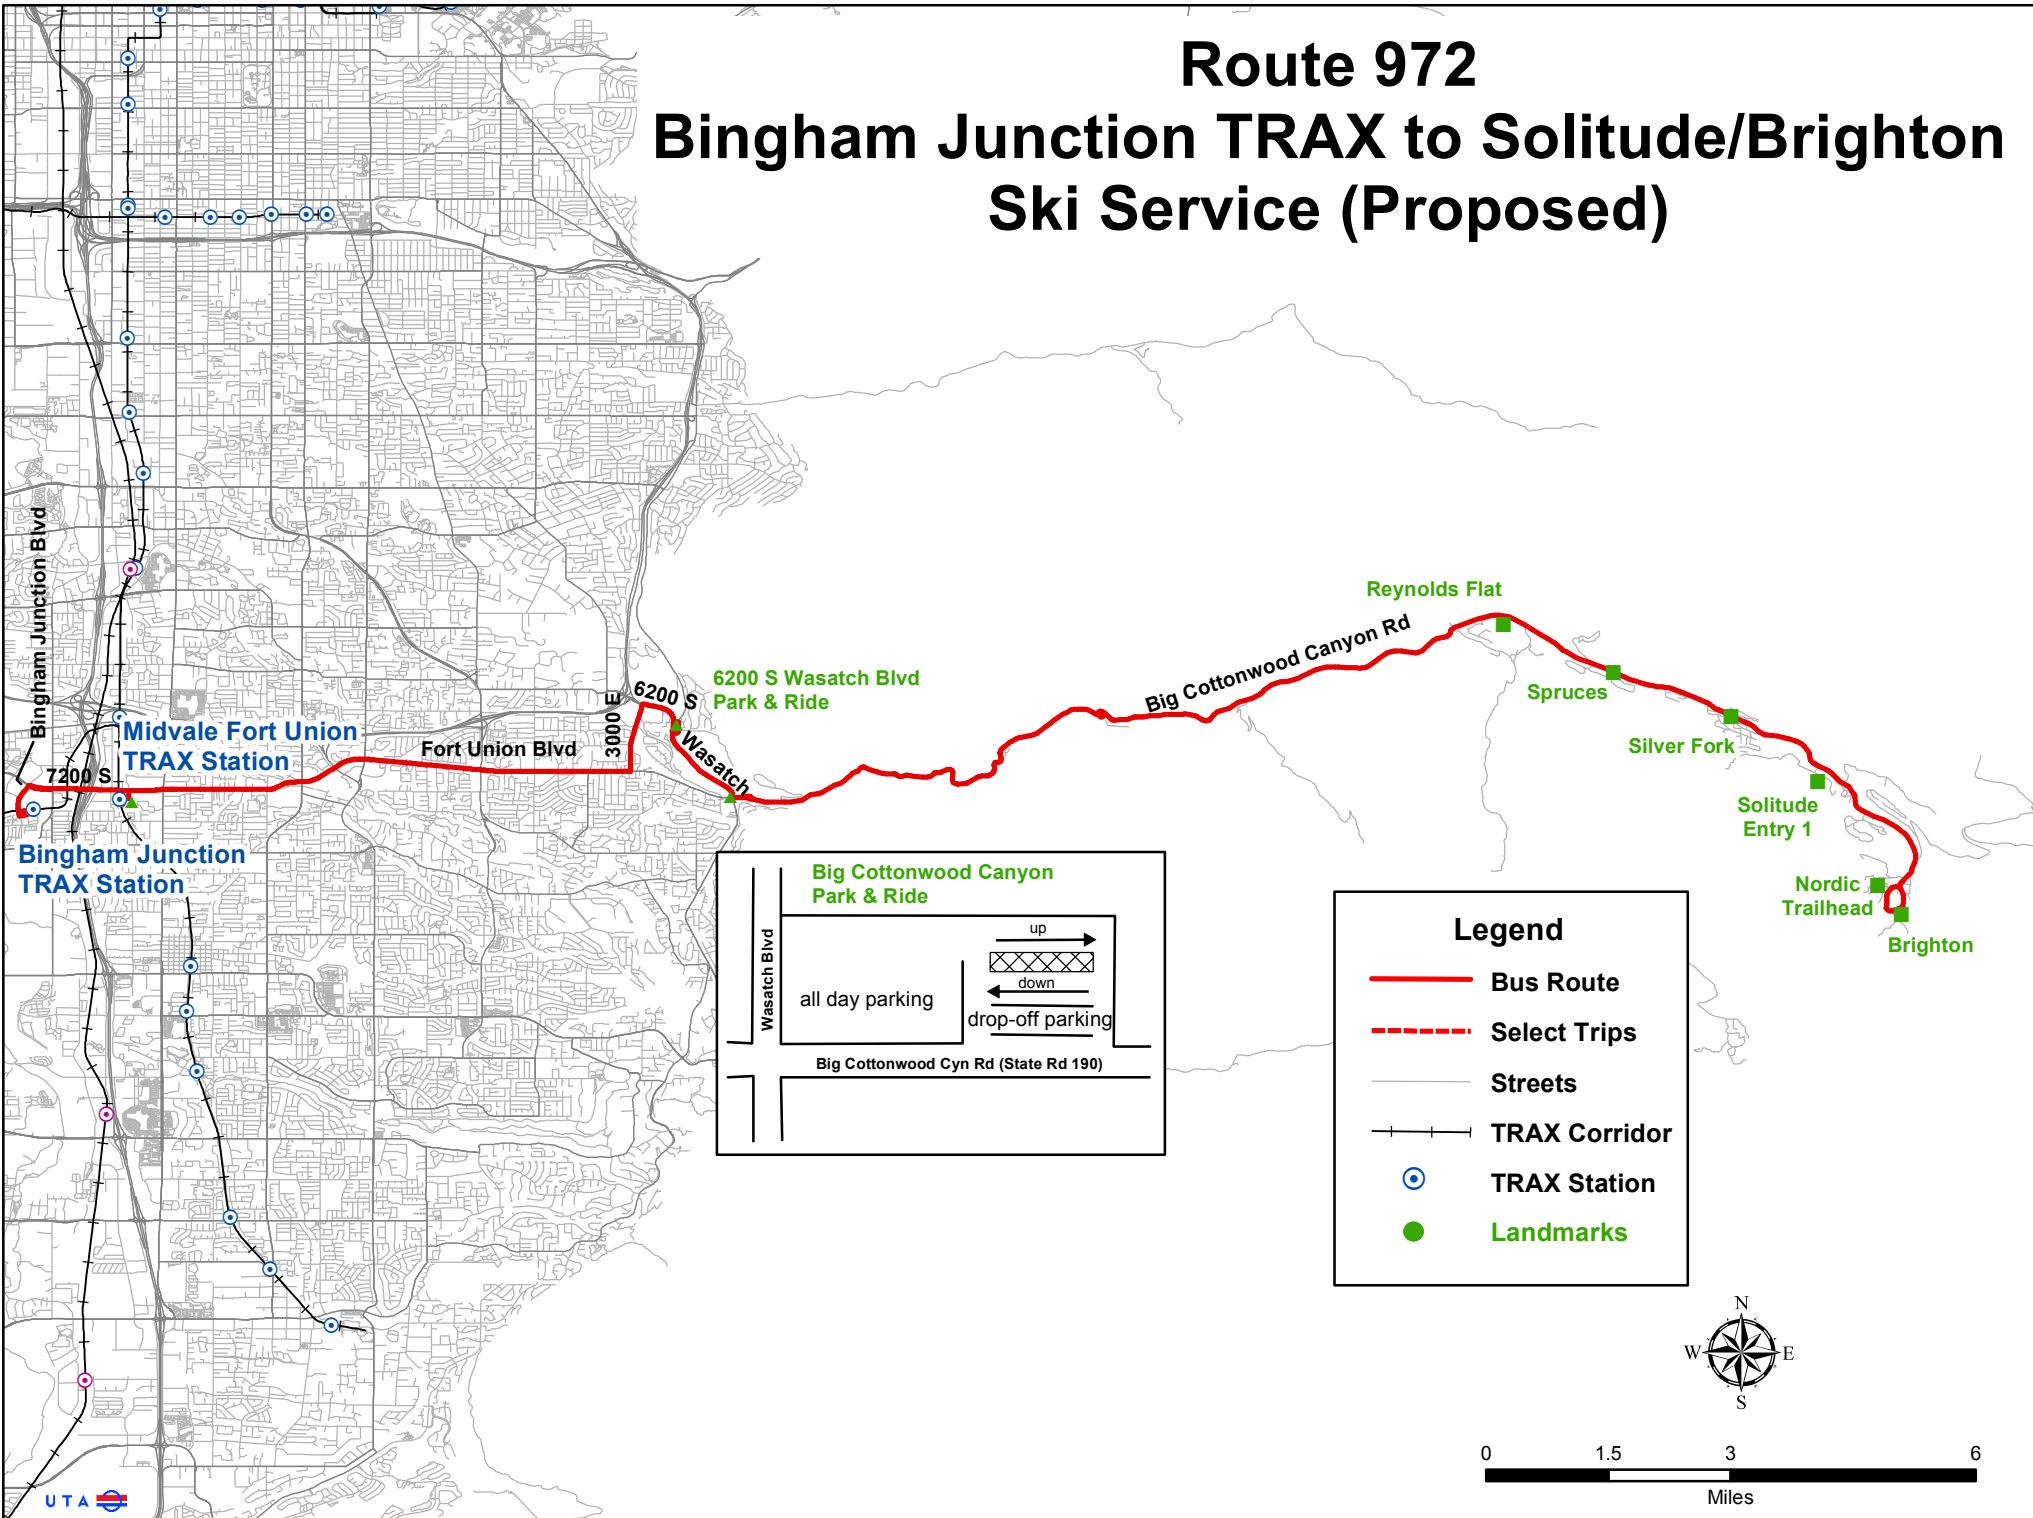 Route 972
Bingham Junction TRAX to Solitude/Brighton
Ski Service (Proposed)
Bingham Junction Blvd
7200 S
Midvale Fort Union
TRAX Station
Bingham Junction
TRAX Station
Fort Union Blvd
3000 E
6200 S
Wasatch
6200 S Wasatch Blvd
Park & Ride
Big Cottonwood Canyon Rd
Reynolds Flat
Spruces
Silver Fork
Solitude
Entry 1
Nordic
Trailhead
Brighton
Big Cottonwood Canyon
Park & Ride
Wasatch Blvd
up
down
all day parking
drop-off parking
Big Cottonwood Cyn Rd (State Rd 190)
Legend
Bus Route
Select Trips
Streets
TRAX Corridor
TRAX Station
Landmarks
N
W E
S
0 1.5 3 6
Miles
UTA